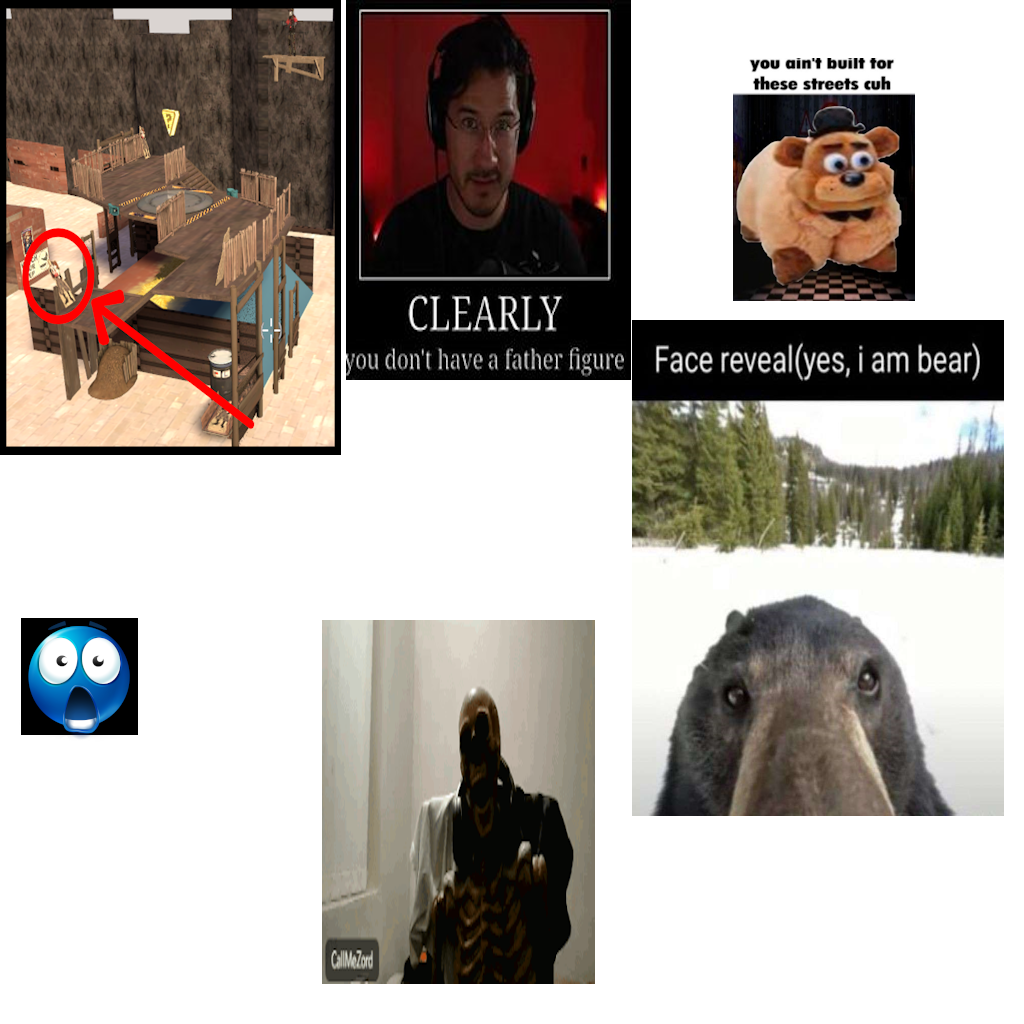 you ain't built for
these streets cuh
CLEARLY
you don't have a father figure
Face reveal(yes, i am bear)
CallMeZord
?